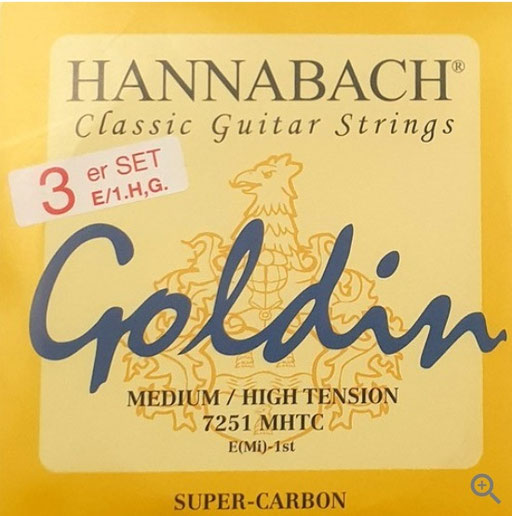 HANNABACH®
Classic Guitar Strings
3 er SET
E/1.H,G.
Goldin
MEDIUM / HIGH TENSION
7251 MHTC
E(Mi)-1st
SUPER-CARBON